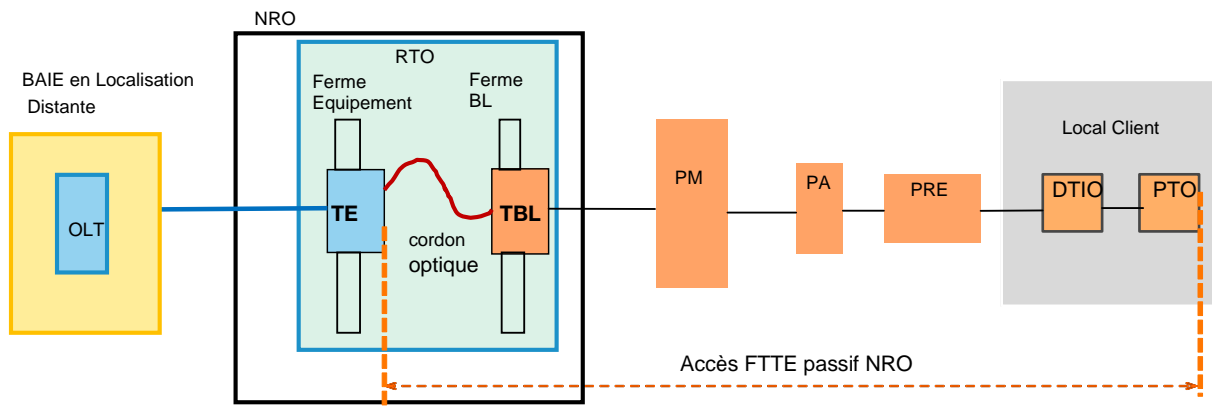 NRO
RTO
BAIE en Localisation
Distante
Ferme
Equipement
Ferme
BL
Local Client
OLT
TE
TBL
cordon
optique
PM
PA
PRE
DTIO
PTO
Accès FTTE passif NRO